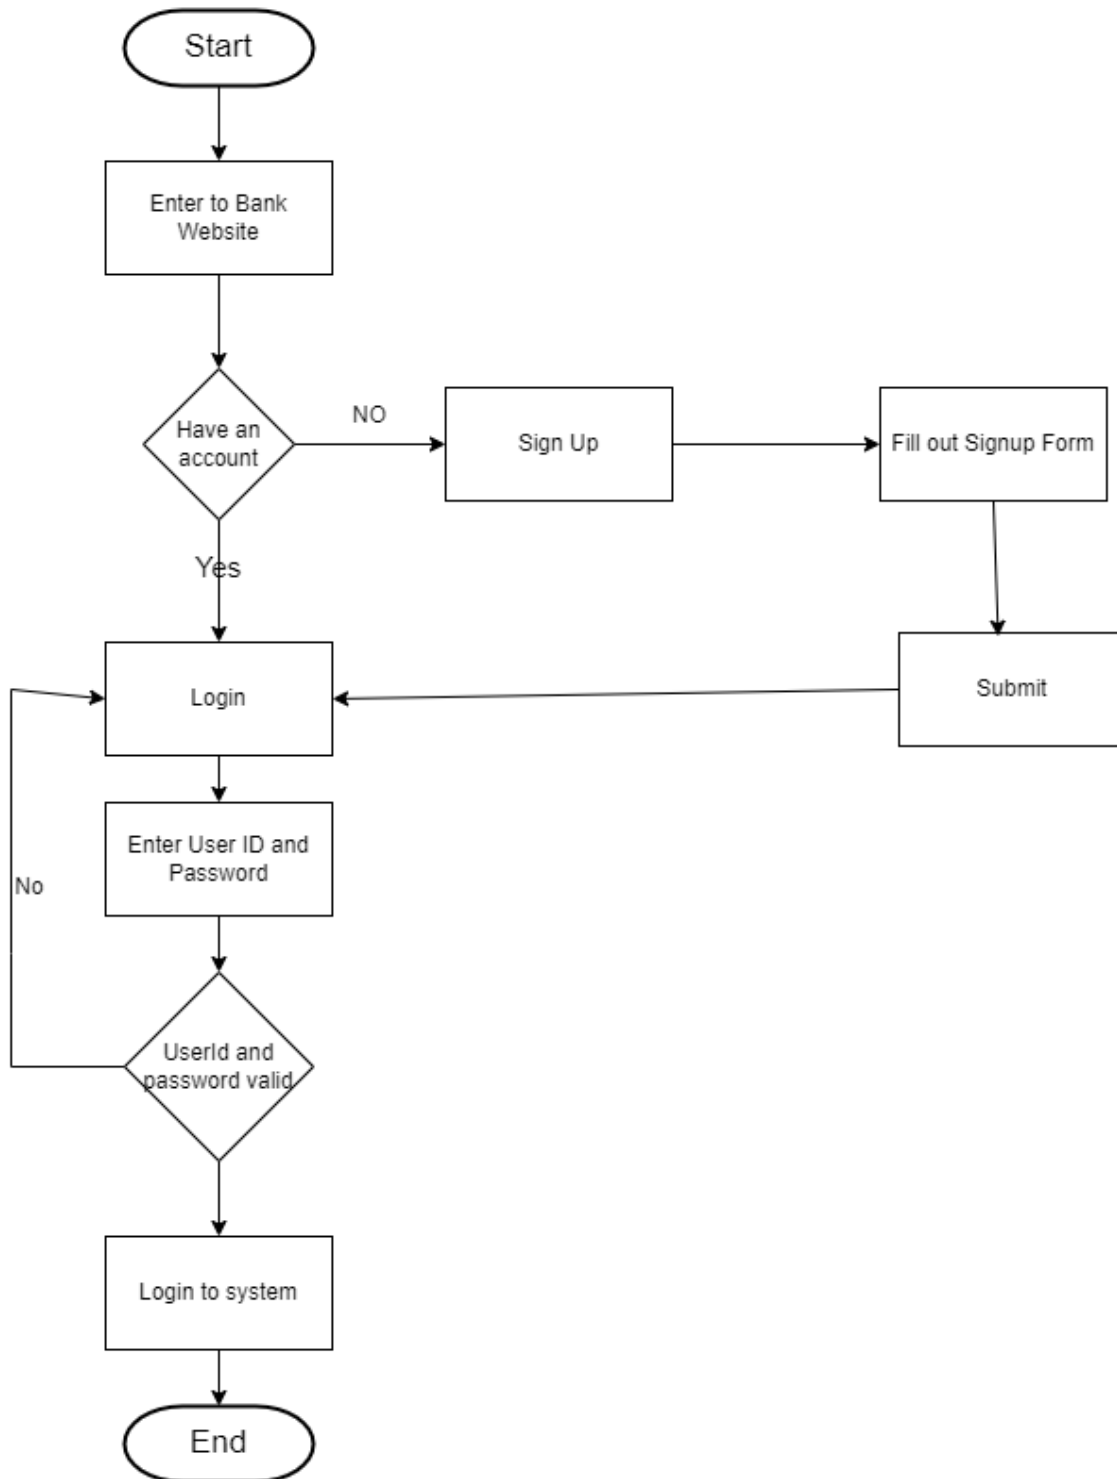 Start
Enter to Bank
Website
Have an
account
NO
Sign Up
Fill out Signup Form
Yes
Login
Submit
Enter User ID and
Password
No
UserId and
password valid
Login to system
End